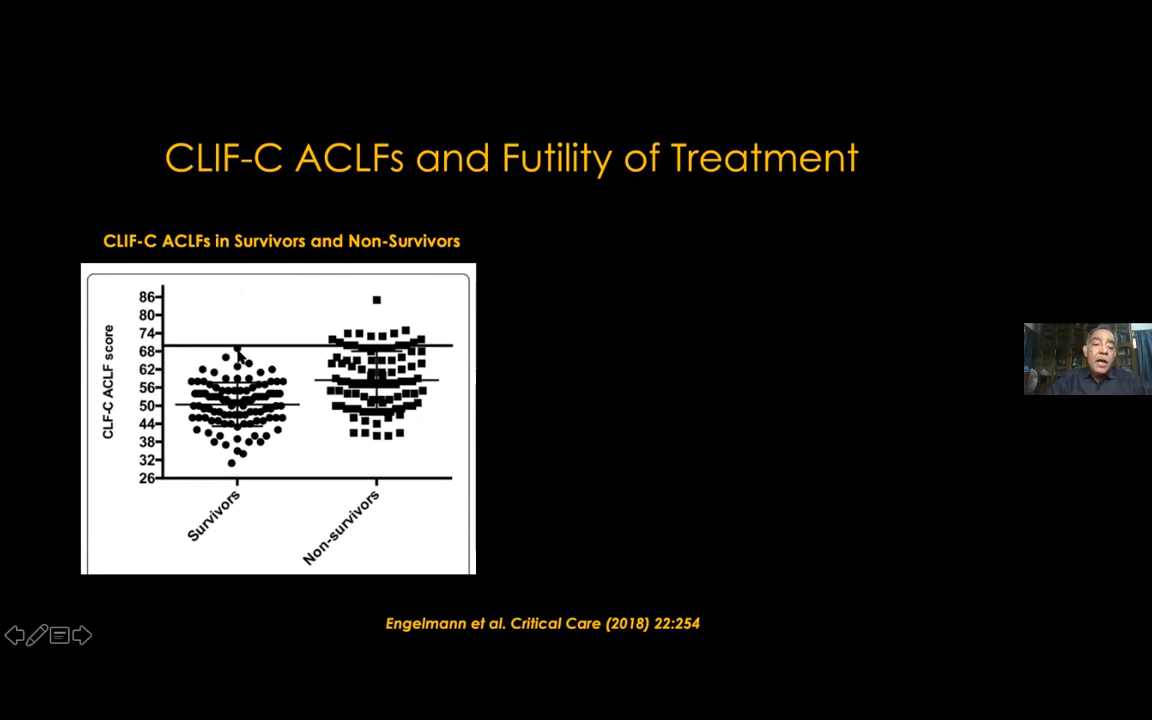 CLIF-C ACLFs and Futility of Treatment
CLIF-C ACLFs in Survivors and Non-Survivors
CLF-C ACLF score
86
80
74
68
62
56
50
44
38
32
26
Survivors
Non-survivors
Engelmann et al. Critical Care (2018) 22:254